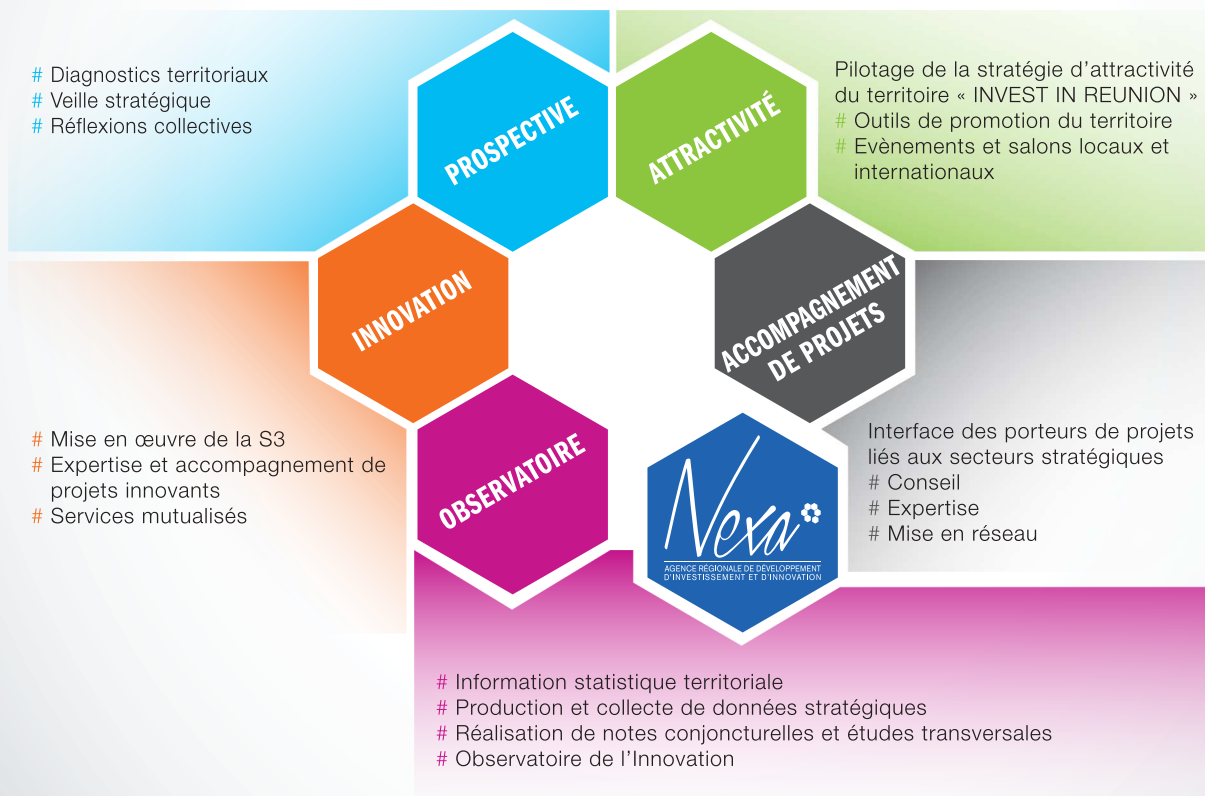 # Diagnostics territoriaux
# Veille stratégique
# Réflexions collectives
PROSPECTIVE
ATTRACTIVITÉ
Pilotage de la stratégie d’attractivité
du territoire « INVEST IN REUNION »
# Outils de promotion du territoire
# Evènements et salons locaux et
internationaux
INNOVATION
ACCOMPAGNEMENT
DE PROJETS
# Mise en œuvre de la S3
# Expertise et accompagnement de
projets innovants
# Services mutualisés
OBSERVATOIRE
Nexa
AGENCE RÉGIONALE DE DÉVELOPPEMENT
D’INVESTISSEMENT ET D’INNOVATION
Interface des porteurs de projets
liés aux secteurs stratégiques
# Conseil
# Expertise
# Mise en réseau
# Information statistique territoriale
# Production et collecte de données stratégiques
# Réalisation de notes conjoncturelles et études transversales
# Observatoire de l’Innovation